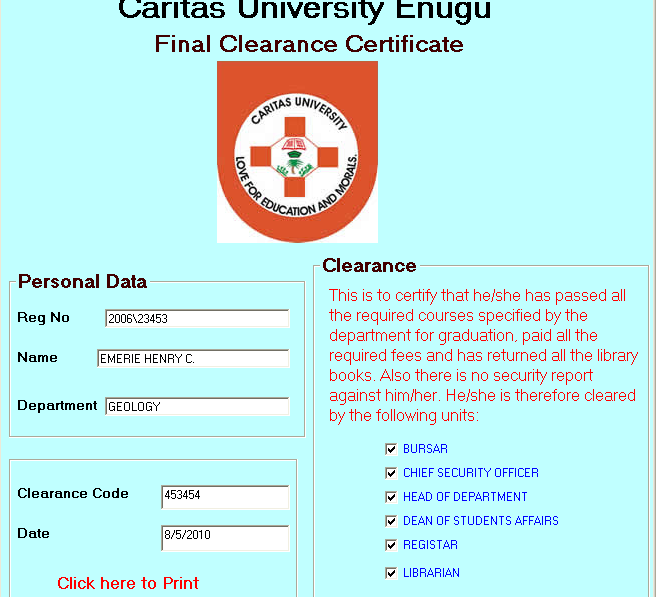 Caritas University Enugu
Final Clearance Certificate
CARITAS UNIVERSITY
LOVE FOR EDUCATION AND MORALS.
Personal Data
Reg No 2006\23453
Name EMERIE HENRY C.
Department GEOLOGY
Clearance Code 453454
Date 8/5/2010
Click here to Print
Clearance
This is to certify that he/she has passed all
the required courses specified by the
department for graduation, paid all the
required fees and has returned all the library
books. Also there is no security report
against him/her. He/she is therefore cleared
by the following units:
BURSAR
CHIEF SECURITY OFFICER
HEAD OF DEPARTMENT
DEAN OF STUDENTS AFFAIRS
REGISTAR
LIBRARIAN